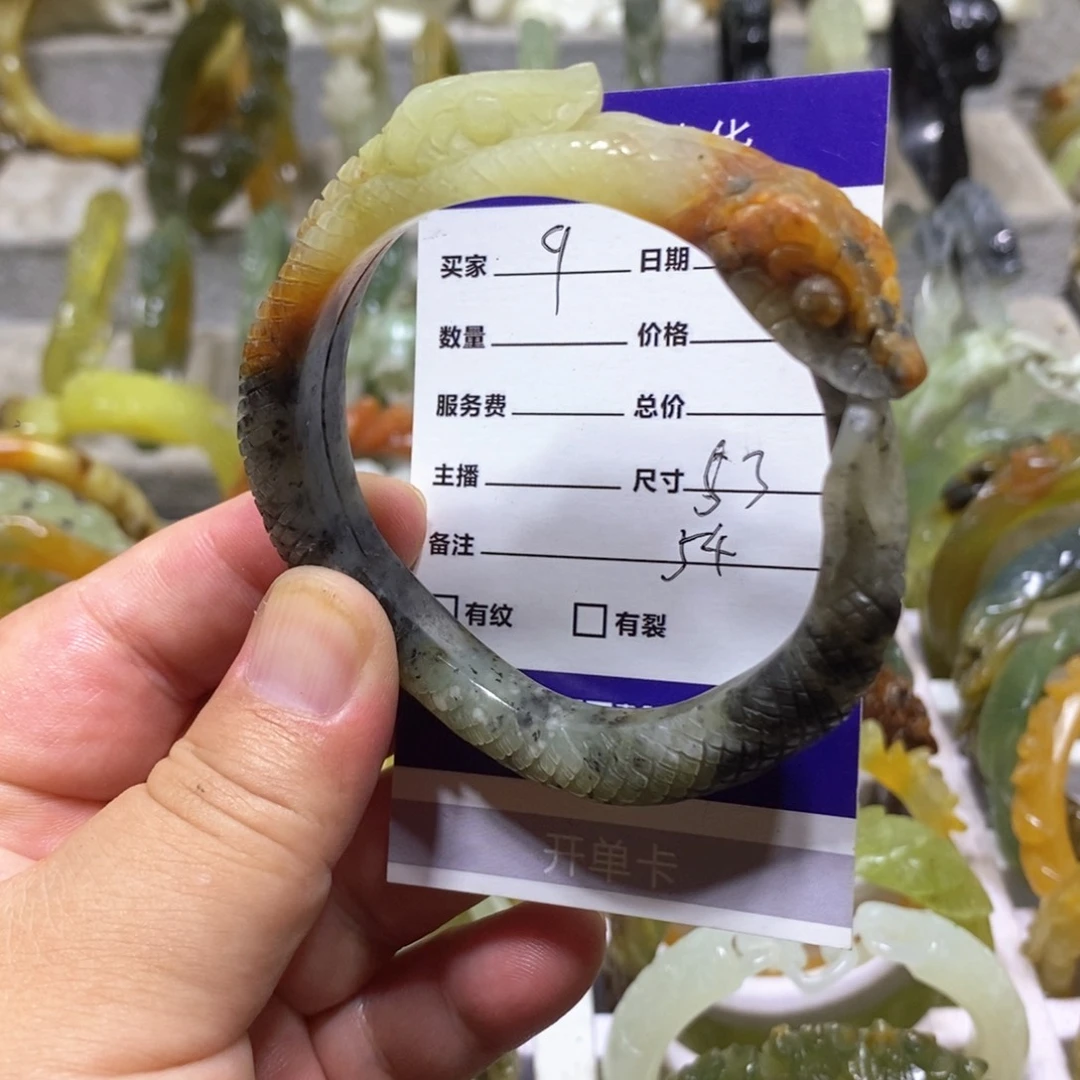 化
买家 9 日期
数量 价格
服务费 总价
主播 尺寸 53
备注 54
□有纹 □有裂
开单卡